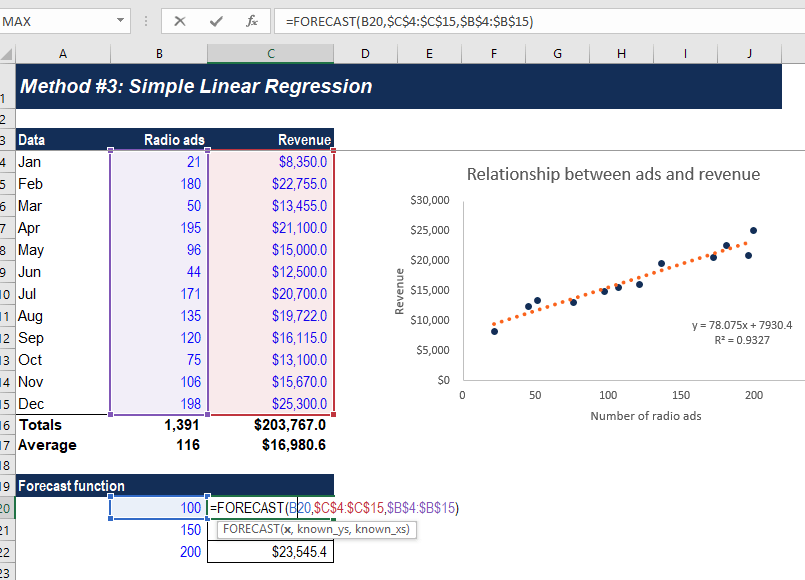 MAX =FORECAST(B20,$C$4:$C$15,$B$4:$B$15)
A B C D E F G H I J
1 Method #3: Simple Linear Regression
2
3 Data Radio ads Revenue
4 Jan 21 $8,350.0
5 Feb 180 $22,755.0
6 Mar 50 $13,455.0
7 Apr 195 $21,100.0
8 May 96 $15,000.0
9 Jun 44 $12,500.0
10 Jul 171 $20,700.0
11 Aug 135 $19,722.0
12 Sep 120 $16,115.0
13 Oct 75 $13,100.0
14 Nov 106 $15,670.0
15 Dec 198 $25,300.0
16 Totals 1,391 $203,767.0
17 Average 116 $16,980.6
18
19 Forecast function
20 100 =FORECAST(B20,$C$4:$C$15,$B$4:$B$15)
FORECAST(x, known_ys, known_xs)
21 150
22 200 $23,545.4
23
Relationship between ads and revenue
$30,000
$25,000
$20,000
$15,000
$10,000
$5,000
$0
Revenue
y = 78.075x + 7930.4
R² = 0.9327
0 50 100 150 200
Number of radio ads